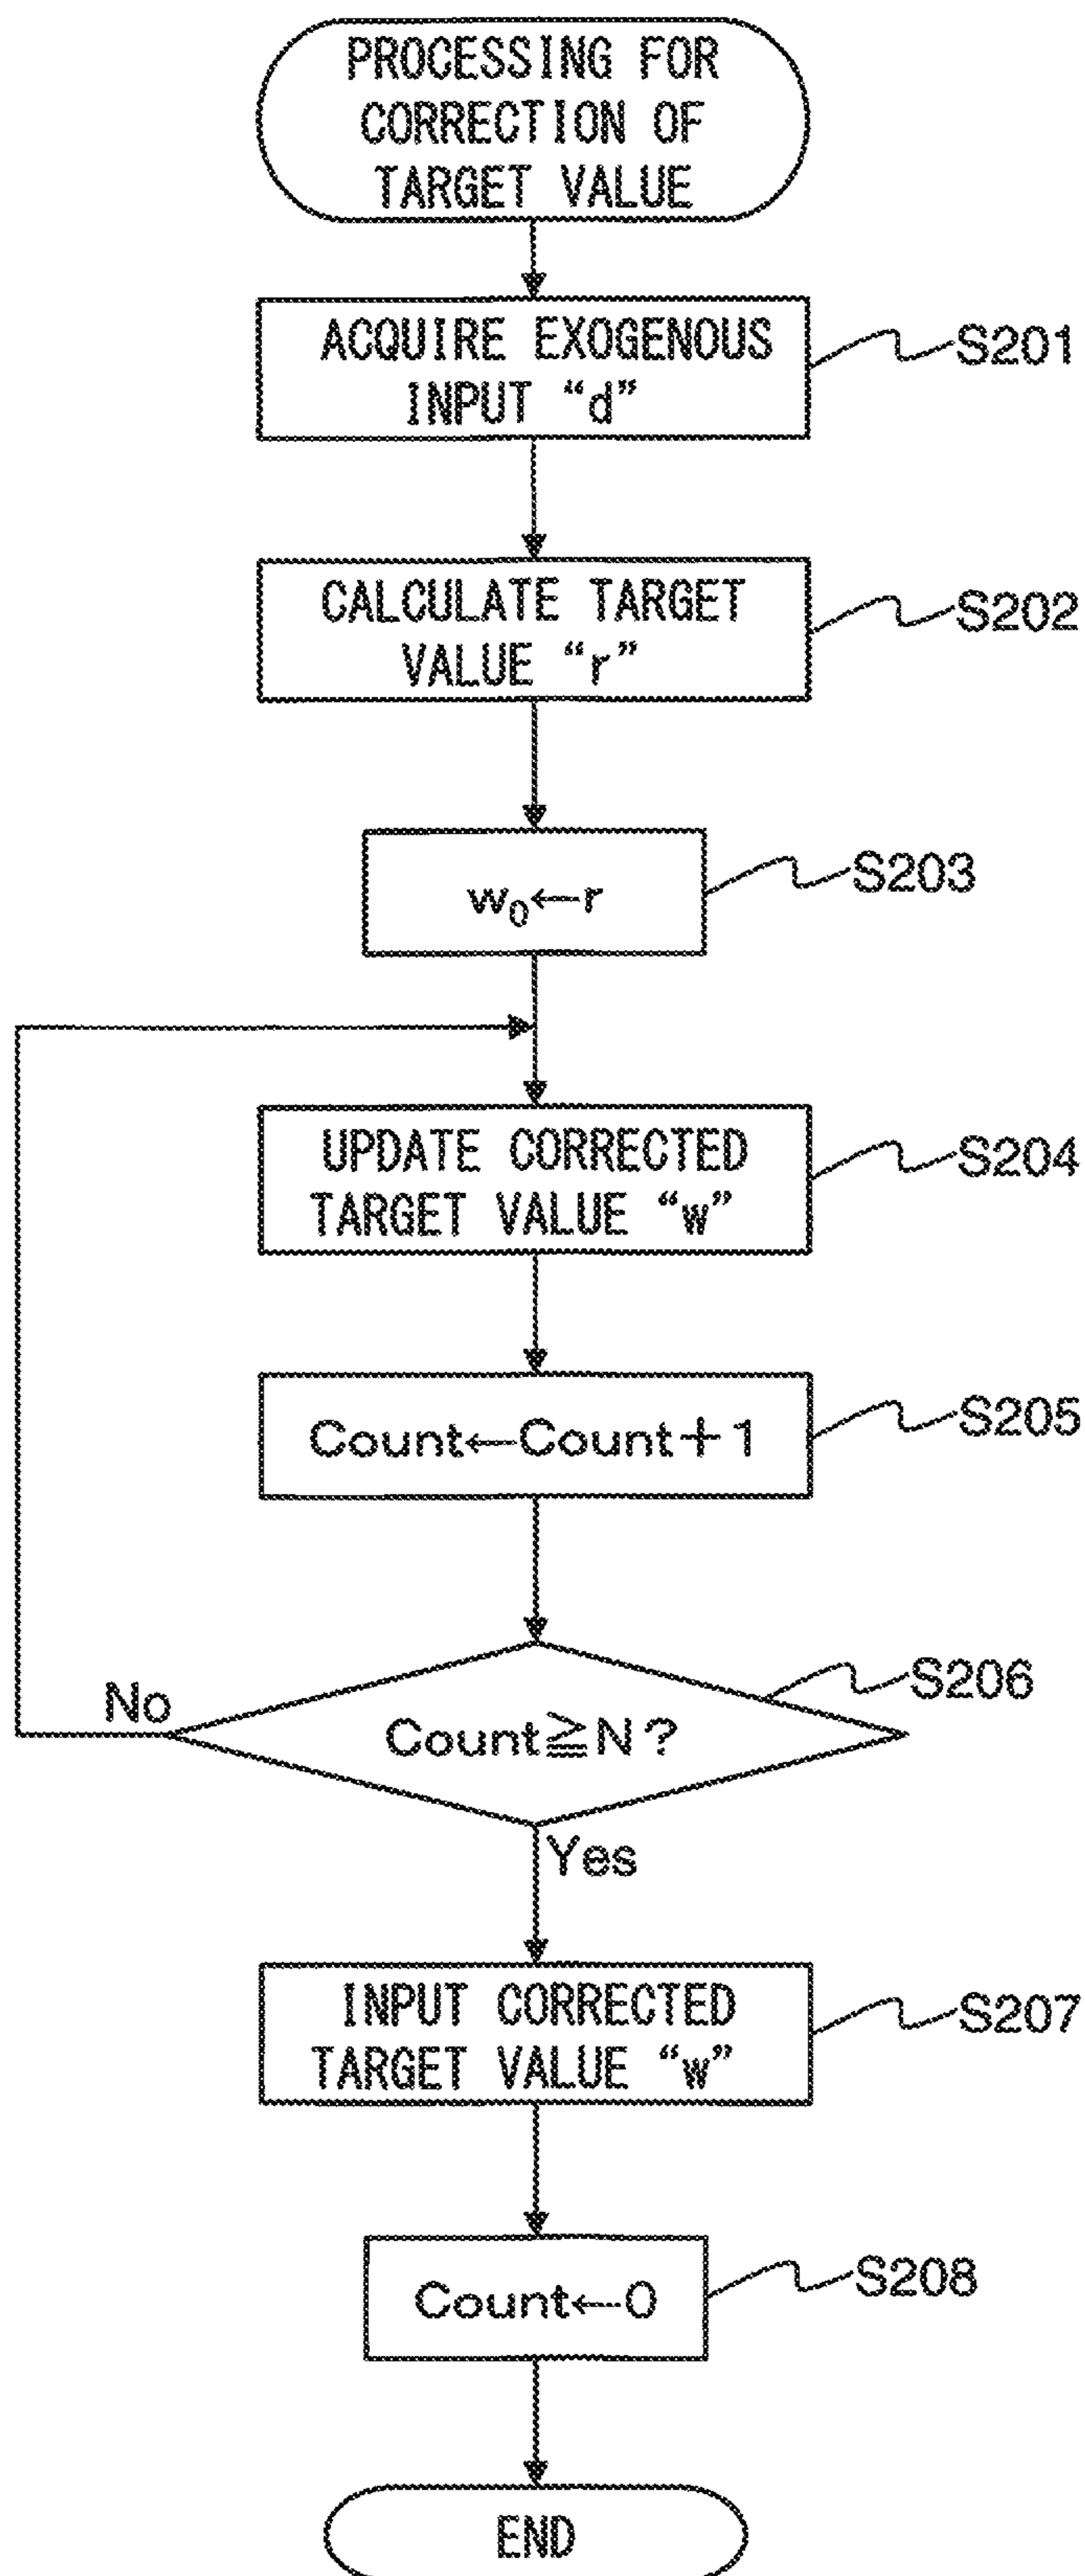 PROCESSING FOR
CORRECTION OF
TARGET VALUE
ACQUIRE EXOGENOUS
INPUT “d”
S201
CALCULATE TARGET
VALUE “r”
S202
w₀←r
S203
UPDATE CORRECTED
TARGET VALUE “w”
S204
Count←Count+1
S205
Count≧N?
S206
No
Yes
INPUT CORRECTED
TARGET VALUE “w”
S207
Count←0
S208
END